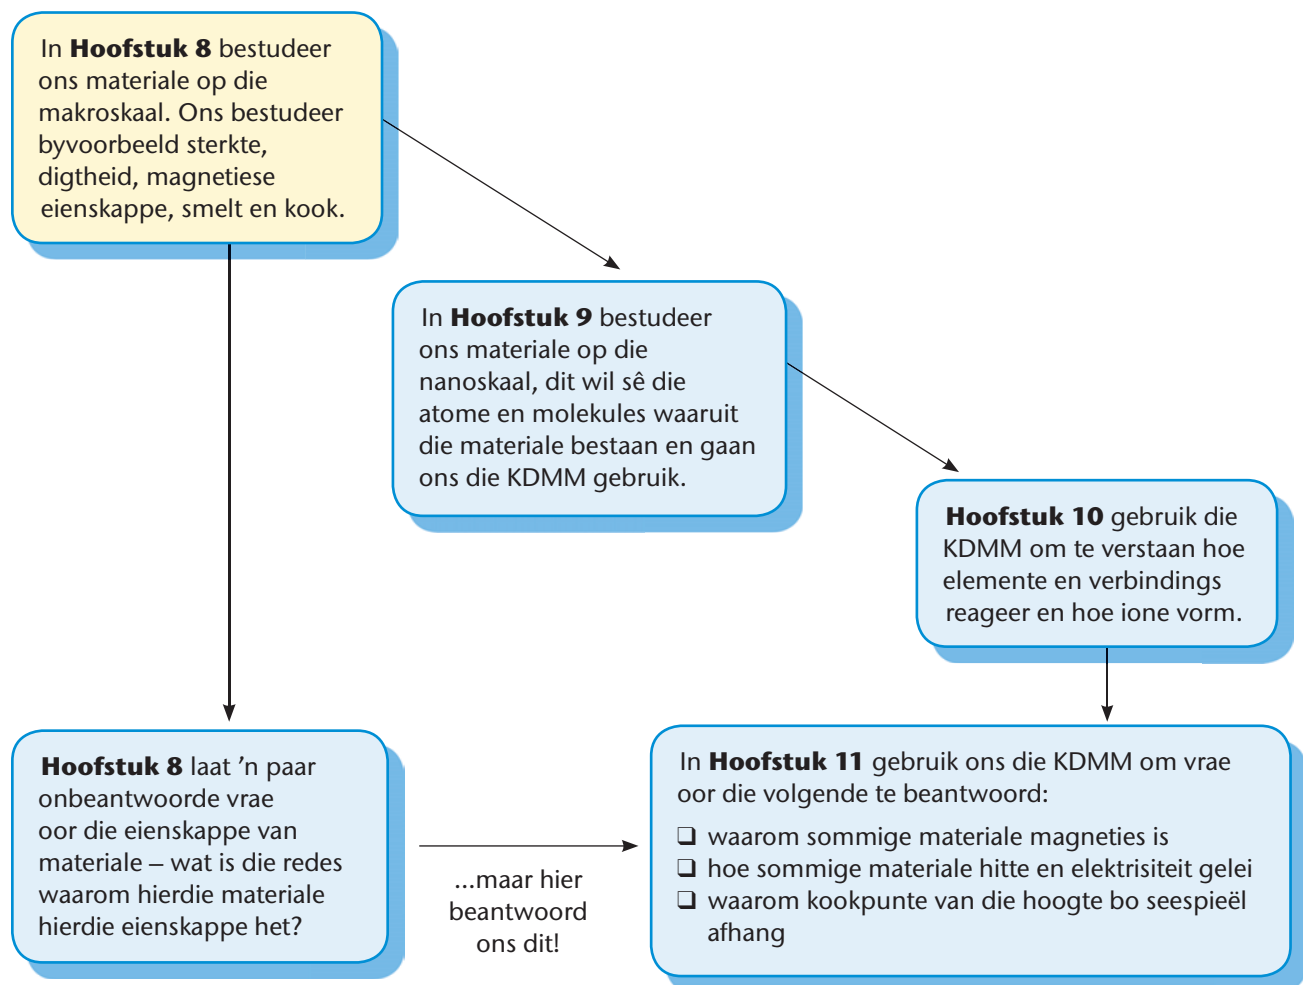 In Hoofstuk 8 bestudeer
ons materiale op die
makroskaal. Ons bestudeer
byvoorbeeld sterkte,
digtheid, magnetiese
eienskappe, smelt en kook.
In Hoofstuk 9 bestudeer
ons materiale op die
nanoskaal, dit wil sê die
atome en molekules waaruit
die materiale bestaan en gaan
ons die KDMM gebruik.
Hoofstuk 10 gebruik die
KDMM om te verstaan hoe
elemente en verbindings
reageer en hoe ione vorm.
Hoofstuk 8 laat ’n paar
onbeantwoorde vrae
oor die eienskappe van
materiale – wat is die redes
waarom hierdie materiale
hierdie eienskappe het?
...maar hier
beantwoord
ons dit!
In Hoofstuk 11 gebruik ons die KDMM om vrae
oor die volgende te beantwoord:
❑ waarom sommige materiale magneties is
❑ hoe sommige materiale hitte en elektrisiteit gelei
❑ waarom kookpunte van die hoogte bo seespieël
afhang